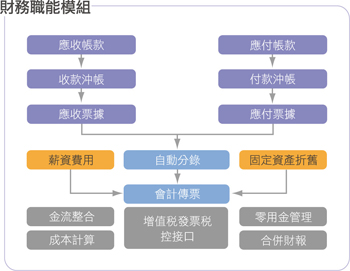 財務職能模組
應收帳款
應付帳款
收款沖帳
付款沖帳
應收票據
應付票據
薪資費用
自動分錄
固定資產折舊
會計傳票
金流整合
增值税發票税
控接口
零用金管理
成本計算
合併財報